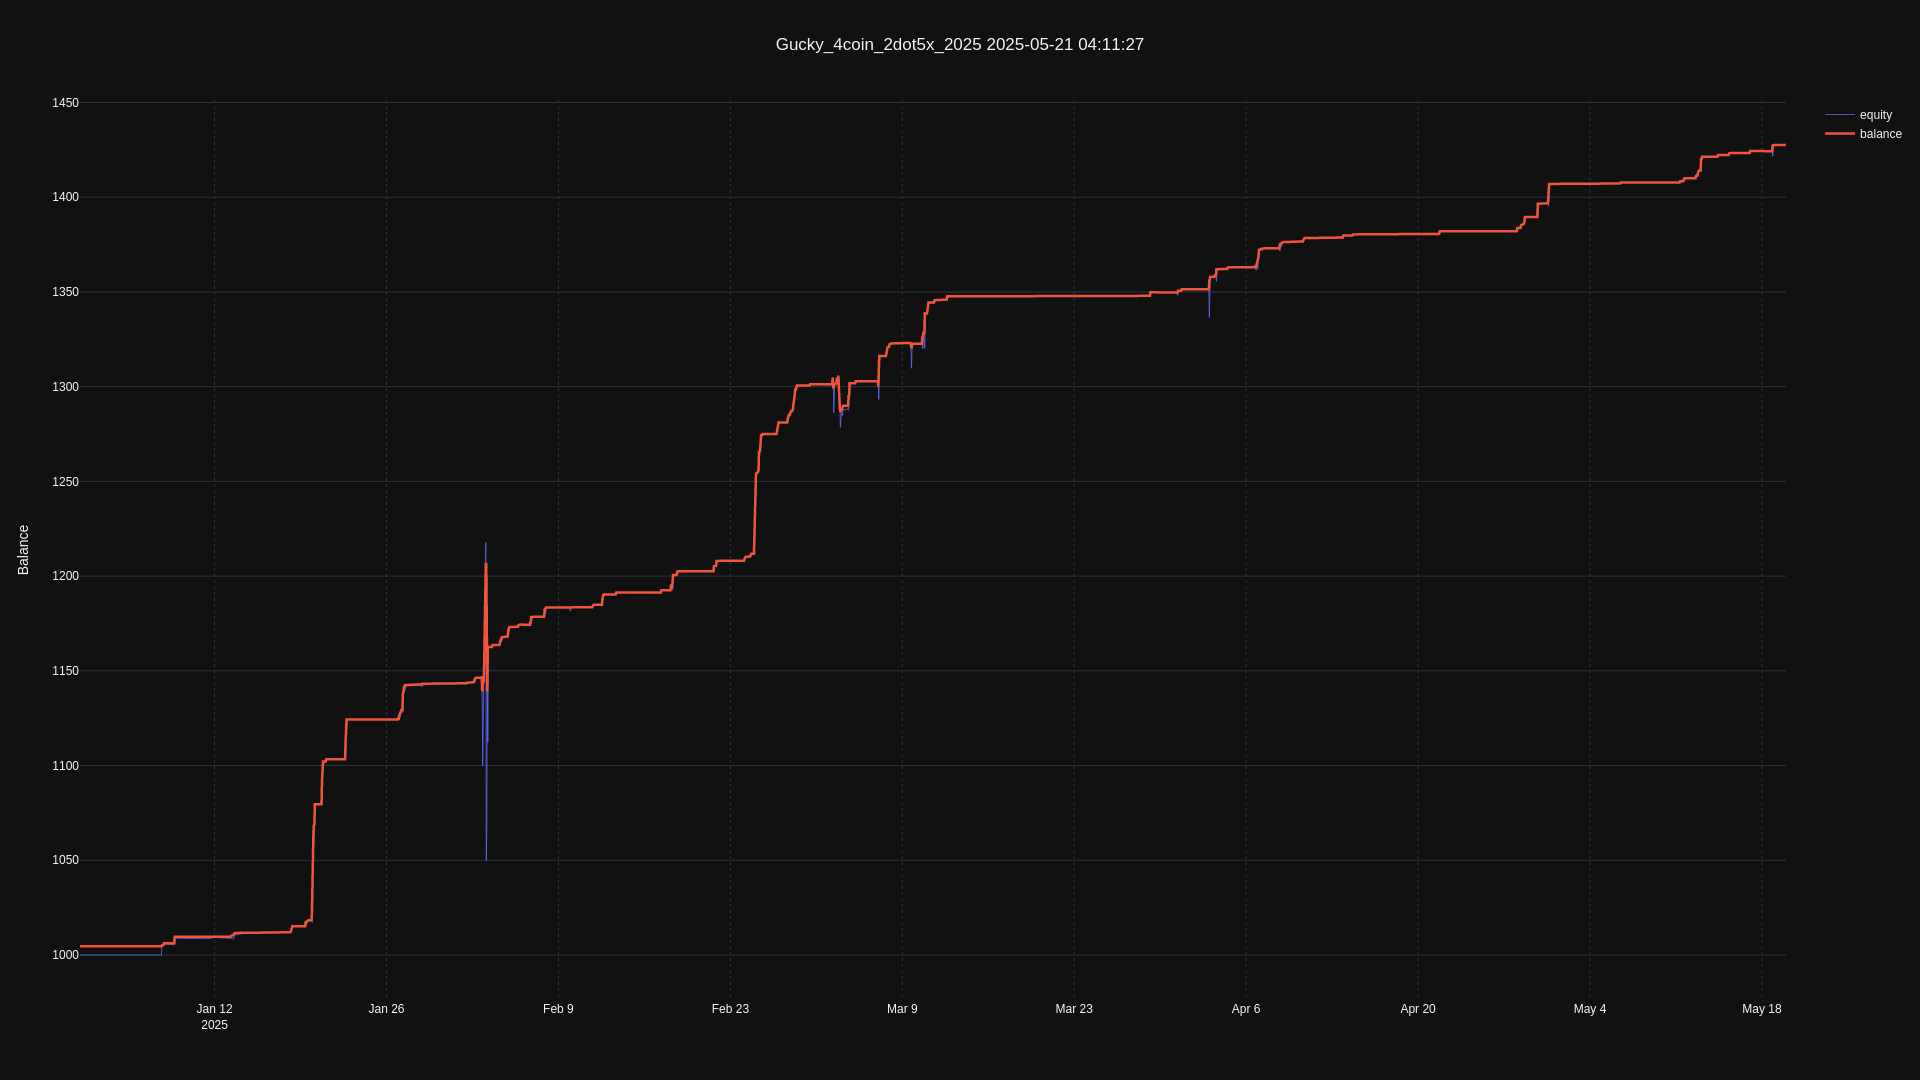 Gucky_4coin_2dot5x_2025 2025-05-21 04:11:27
equity
balance
Balance
1450
1400
1350
1300
1250
1200
1150
1100
1050
1000
Jan 12
2025
Jan 26
Feb 9
Feb 23
Mar 9
Mar 23
Apr 6
Apr 20
May 4
May 18